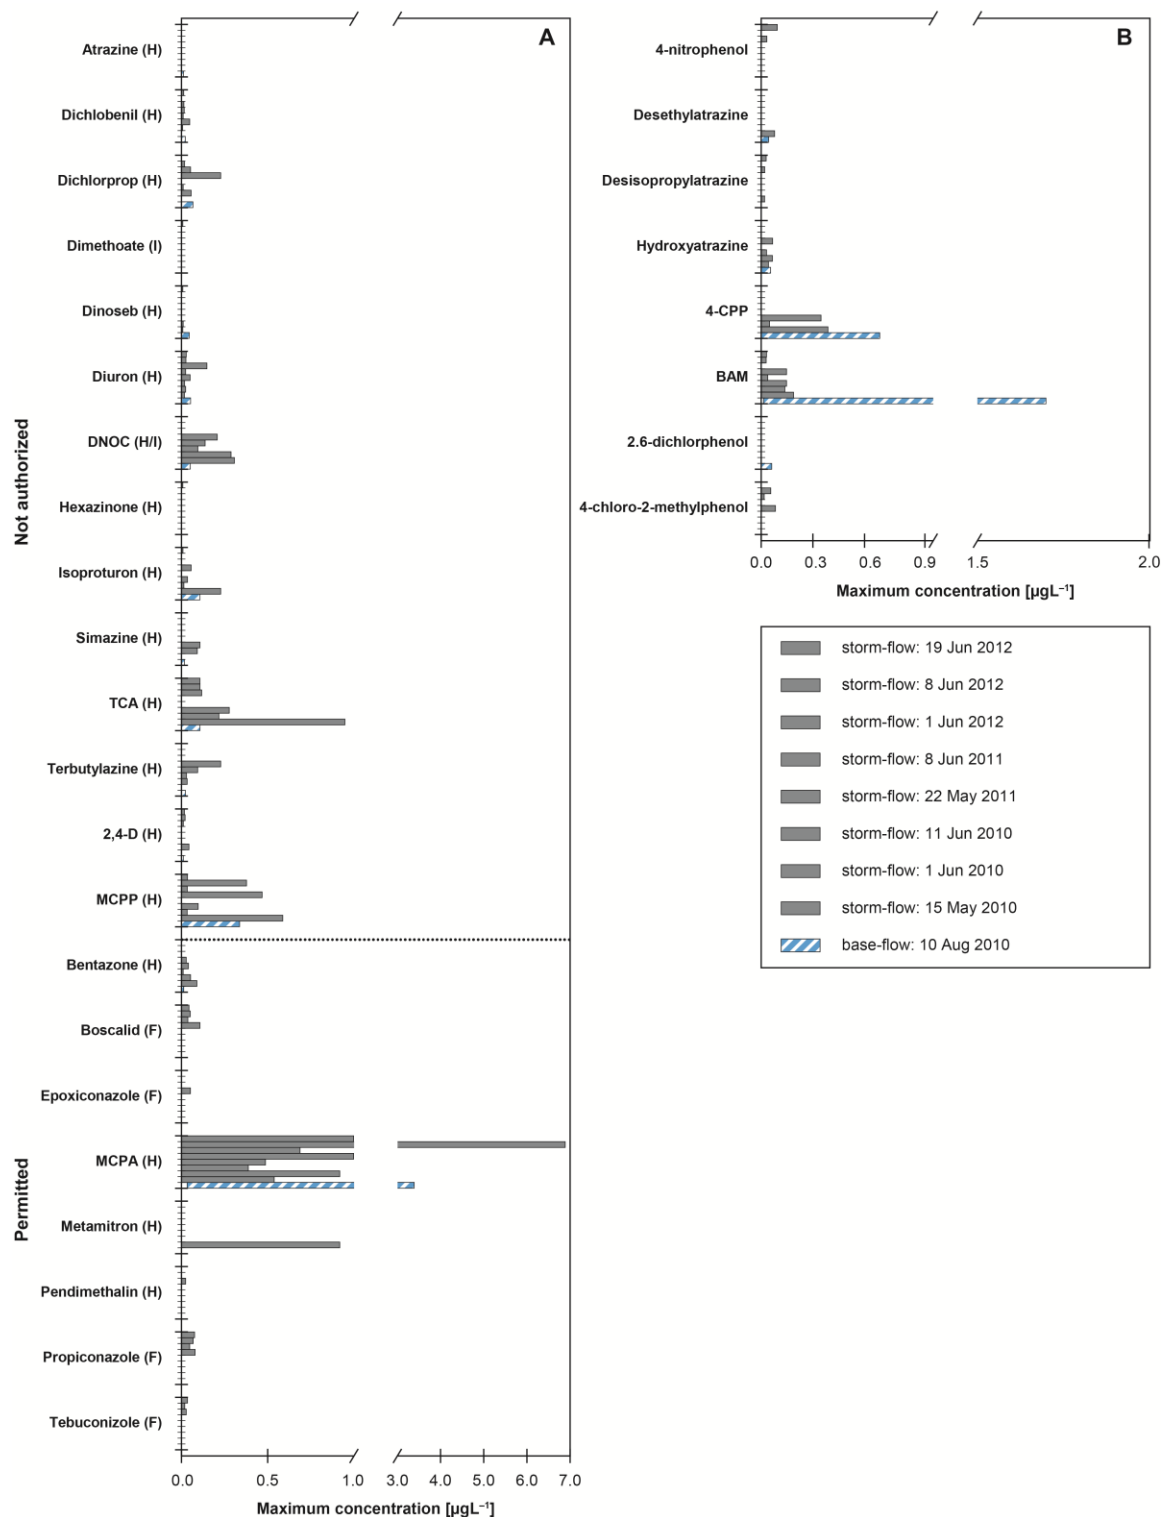 A
Not authorized
Atrazine (H)
Dichlobenil (H)
Dichlorprop (H)
Dimethoate (I)
Dinoseb (H)
Diuron (H)
DNOC (H/I)
Hexazinone (H)
Isoproturon (H)
Simazine (H)
TCA (H)
Terbutylazine (H)
2,4-D (H)
MCPP (H)
Permitted
Bentazone (H)
Boscalid (F)
Epoxiconazole (F)
MCPA (H)
Metamitron (H)
Pendimethalin (H)
Propiconazole (F)
Tebuconizole (F)
0.0 0.5 1.0 3.0 4.0 5.0 6.0 7.0
Maximum concentration [µgL⁻¹]
B
4-nitrophenol
Desethylatrazine
Desisopropylatrazine
Hydroxyatrazine
4-CPP
BAM
2.6-dichlorphenol
4-chloro-2-methylphenol
0.0 0.3 0.6 0.9 1.5 2.0
Maximum concentration [µgL⁻¹]
storm-flow: 19 Jun 2012
storm-flow: 8 Jun 2012
storm-flow: 1 Jun 2012
storm-flow: 8 Jun 2011
storm-flow: 22 May 2011
storm-flow: 11 Jun 2010
storm-flow: 1 Jun 2010
storm-flow: 15 May 2010
base-flow: 10 Aug 2010